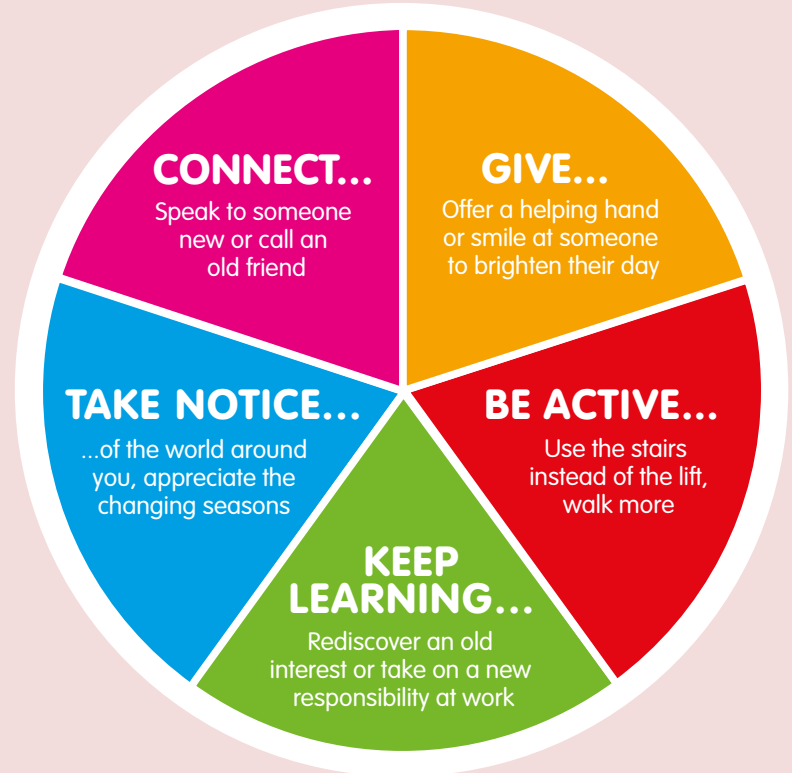 CONNECT...
Speak to someone
new or call an
old friend
GIVE...
Offer a helping hand
or smile at someone
to brighten their day
TAKE NOTICE...
...of the world around
you, appreciate the
changing seasons
BE ACTIVE...
Use the stairs
instead of the lift,
walk more
KEEP
LEARNING...
Rediscover an old
interest or take on a new
responsibility at work